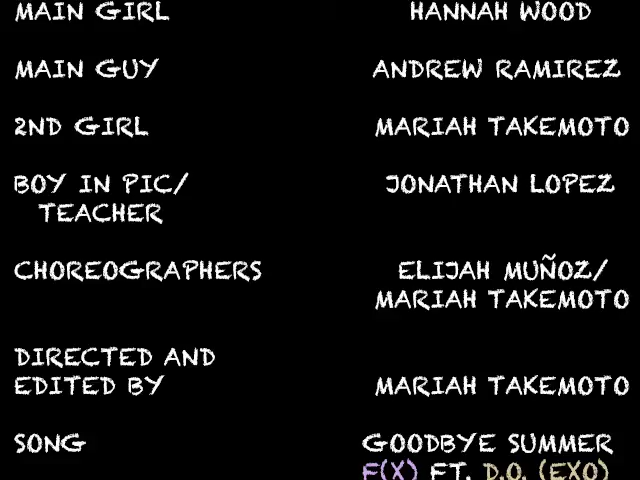 MAIN GIRL HANNAH WOOD
MAIN GUY ANDREW RAMIREZ
2ND GIRL MARIAH TAKEMOTO
BOY IN PIC/ JONATHAN LOPEZ
TEACHER
CHOREOGRAPHERS ELIJAH MUÑOZ/
MARIAH TAKEMOTO
DIRECTED AND
EDITED BY MARIAH TAKEMOTO
SONG GOODBYE SUMMER
F(X) FT. D.O. (EXO)